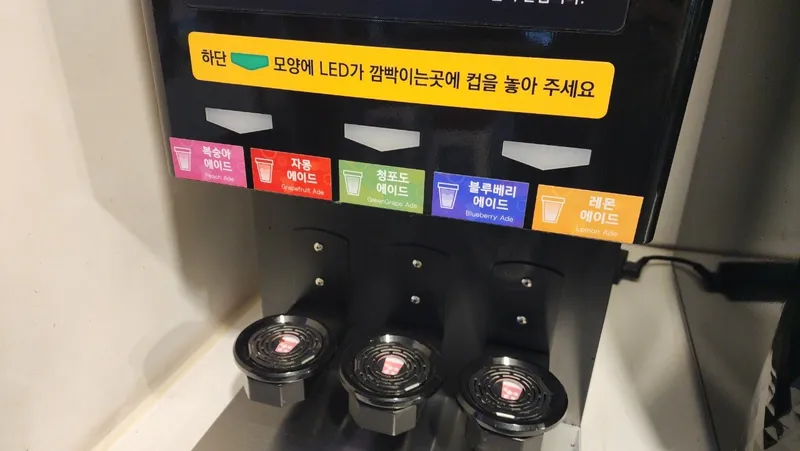 하단 모양에 LED가 깜빡이는곳에 컵을 놓아 주세요
복숭아
에이드
Peach Ade
자몽
에이드
Grapefruit Ade
청포도
에이드
GreenGrape Ade
블루베리
에이드
Blueberry Ade
레몬
에이드
Lemon Ade